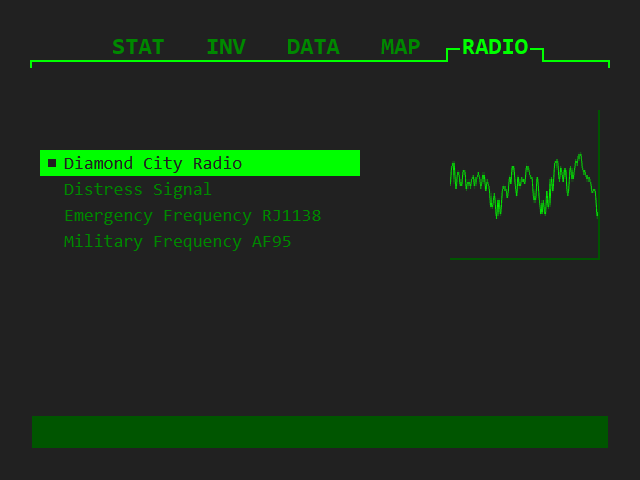 STAT INV DATA MAP RADIO
Diamond City Radio
Distress Signal
Emergency Frequency RJ1138
Military Frequency AF95